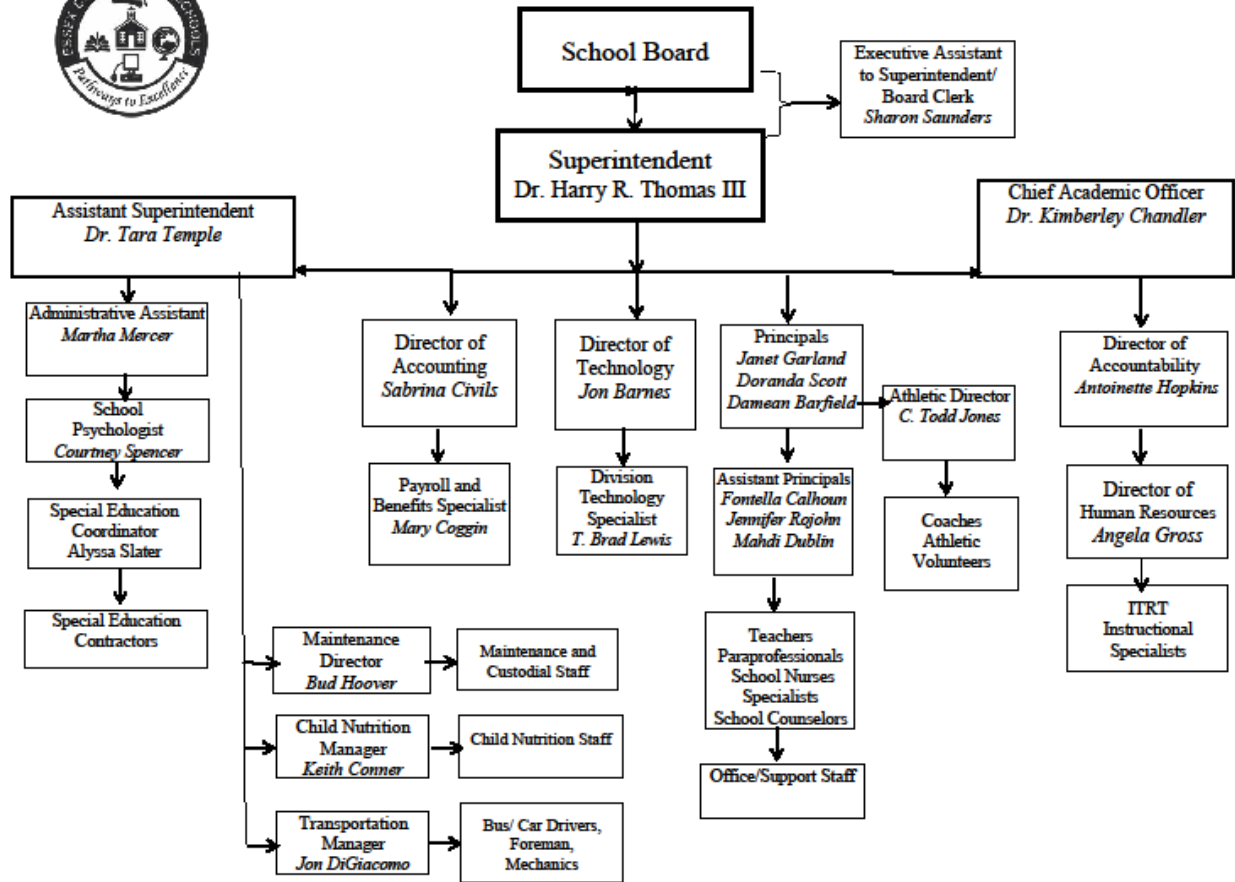 Pathways to Excellence
School Board
Executive Assistant
to Superintendent/
Board Clerk
Sharon Saunders
Superintendent
Dr. Harry R. Thomas III
Assistant Superintendent
Dr. Tara Temple
Chief Academic Officer
Dr. Kimberley Chandler
Administrative Assistant
Martha Mercer
School
Psychologist
Courtney Spencer
Special Education
Coordinator
Alyssa Slater
Special Education
Contractors
Director of
Accounting
Sabrina Civils
Payroll and
Benefits Specialist
Mary Coggin
Director of
Technology
Jon Barnes
Division
Technology
Specialist
T. Brad Lewis
Principals
Janet Garland
Doranda Scott
Damean Barfield
Athletic Director
C. Todd Jones
Coaches
Athletic
Volunteers
Assistant Principals
Fontella Calhoun
Jennifer Rojohn
Mahdi Dublin
Teachers
Paraprofessionals
School Nurses
Specialists
School Counselors
Office/Support Staff
Director of
Accountability
Antoinette Hopkins
Director of
Human Resources
Angela Gross
ITRT
Instructional
Specialists
Maintenance
Director
Bud Hoover
Maintenance and
Custodial Staff
Child Nutrition
Manager
Keith Conner
Child Nutrition Staff
Transportation
Manager
Jon DiGiacomo
Bus/ Car Drivers,
Foreman,
Mechanics